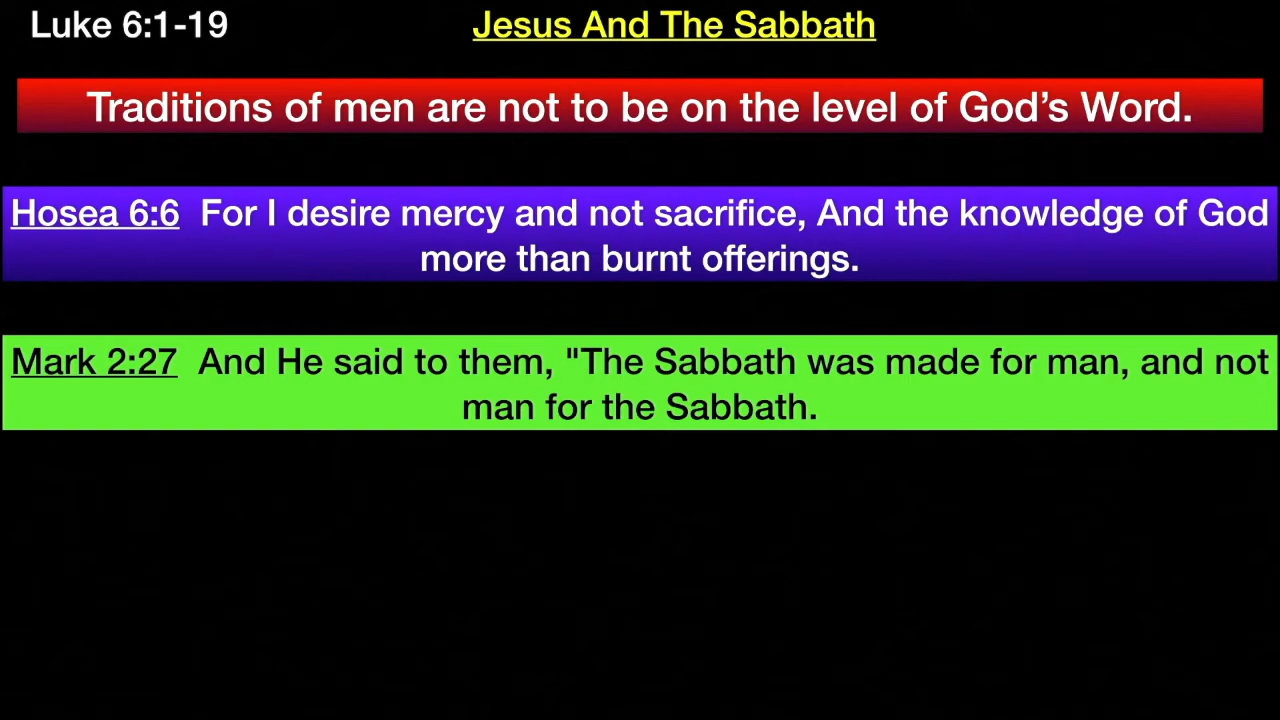 Luke 6:1-19
Jesus And The Sabbath
Traditions of men are not to be on the level of God’s Word.
Hosea 6:6 For I desire mercy and not sacrifice, And the knowledge of God
more than burnt offerings.
Mark 2:27 And He said to them, "The Sabbath was made for man, and not
man for the Sabbath.